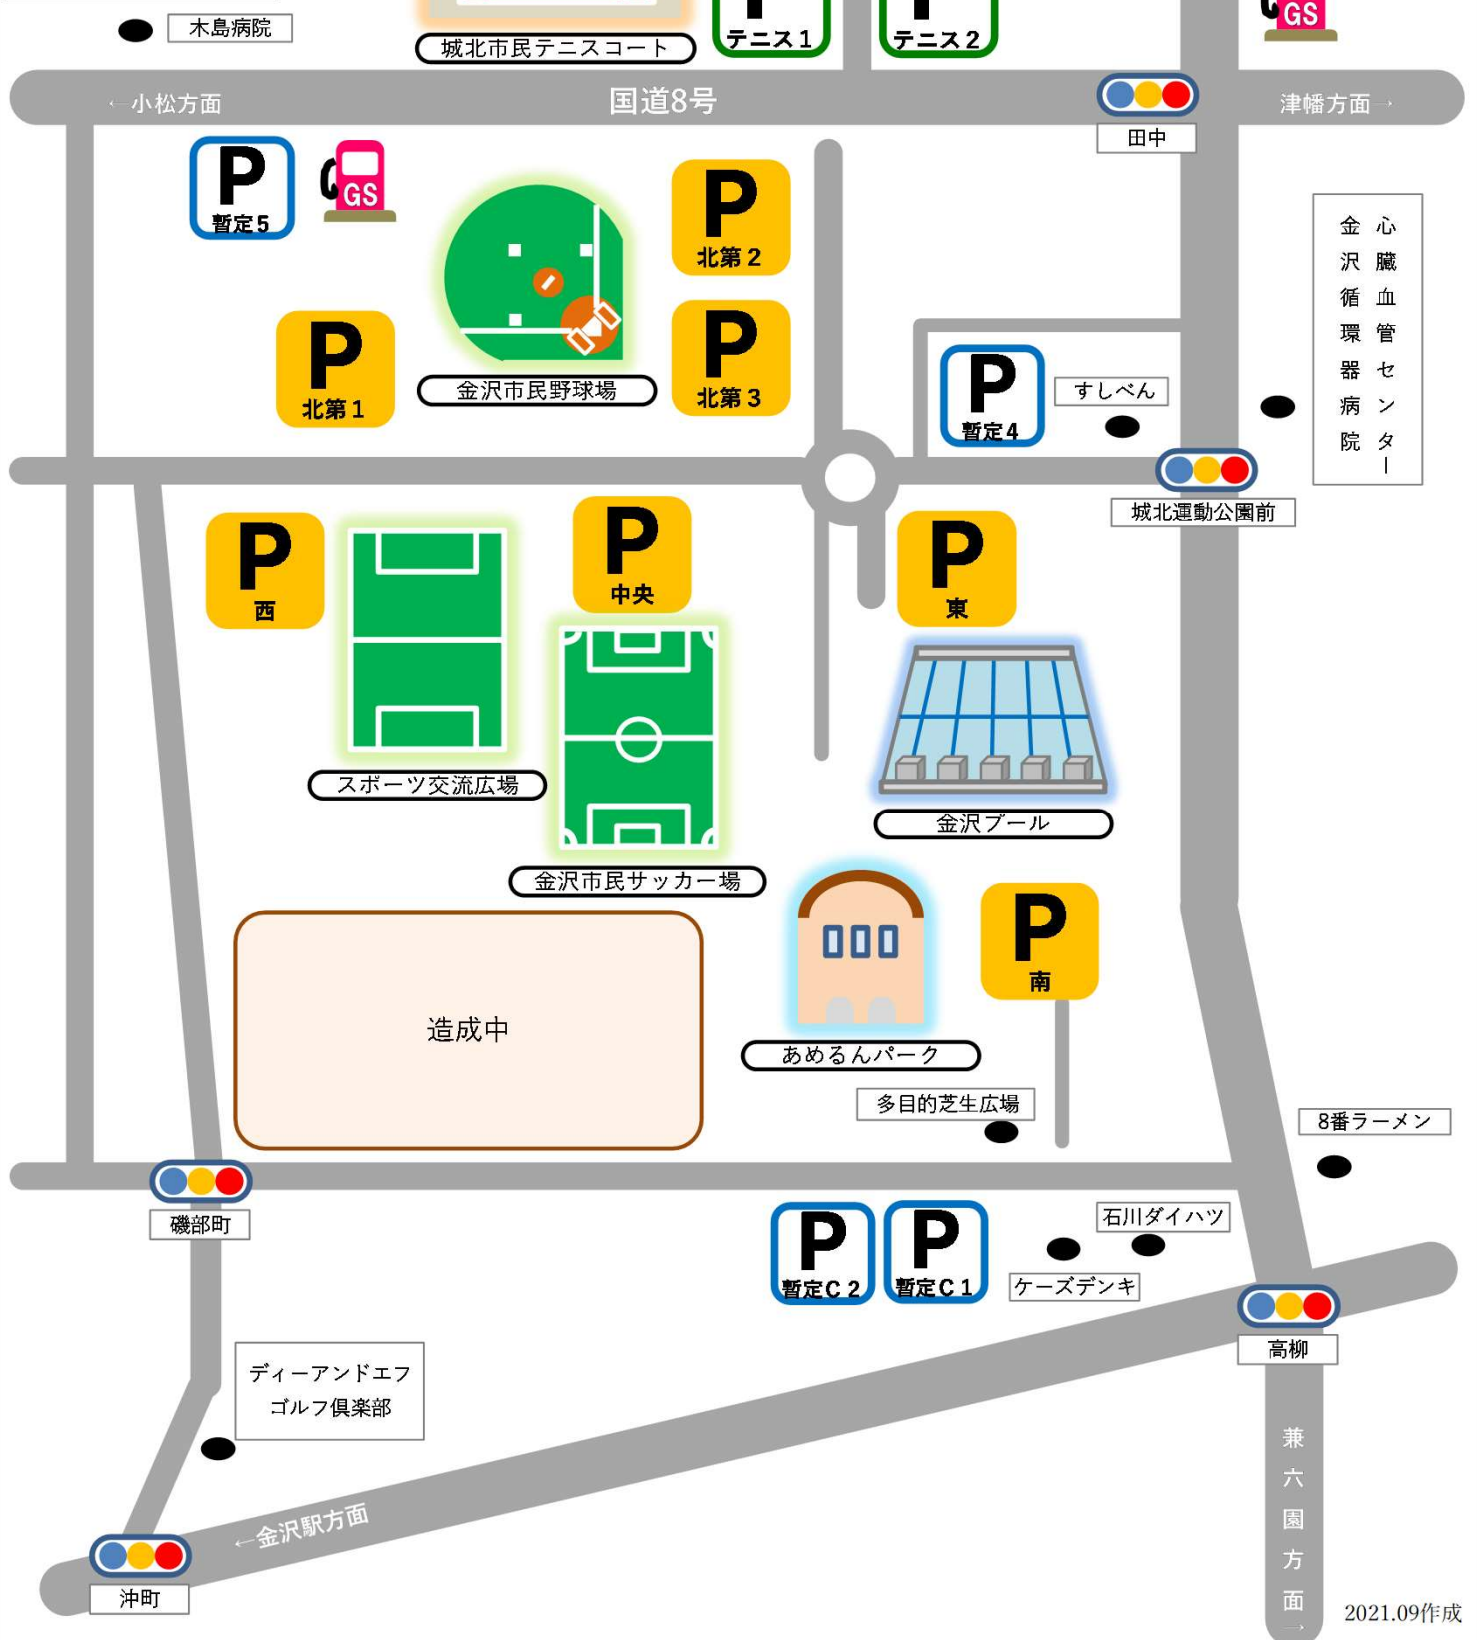 木島病院
城北市民テニスコート
テニス1
テニス2
GS
←小松方面
国道8号
津幡方面→
田中
P
暫定5
GS
P
北第2
P
北第1
金沢市民野球場
P
北第3
P
暫定4
すしべん
心臓血管センター
金沢循環器病院
城北運動公園前
P
西
P
中央
P
東
スポーツ交流広場
金沢プール
金沢市民サッカー場
P
南
造成中
あめるんパーク
多目的芝生広場
8番ラーメン
磯部町
P
暫定C2
P
暫定C1
石川ダイハツ
ケーズデンキ
高柳
ディーアンドエフ
ゴルフ倶楽部
←金沢駅方面
兼六園方面→
沖町
2021.09作成